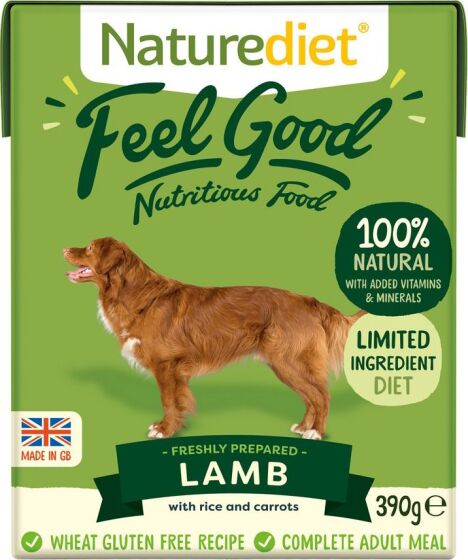 Naturediet®
Feel Good
Nutritious Food
100%
NATURAL
WITH ADDED VITAMINS
& MINERALS
LIMITED
INGREDIENT
DIET
MADE IN GB
- FRESHLY PREPARED -
LAMB
with rice and carrots
390g℮
WHEAT GLUTEN FREE RECIPE
COMPLETE ADULT MEAL